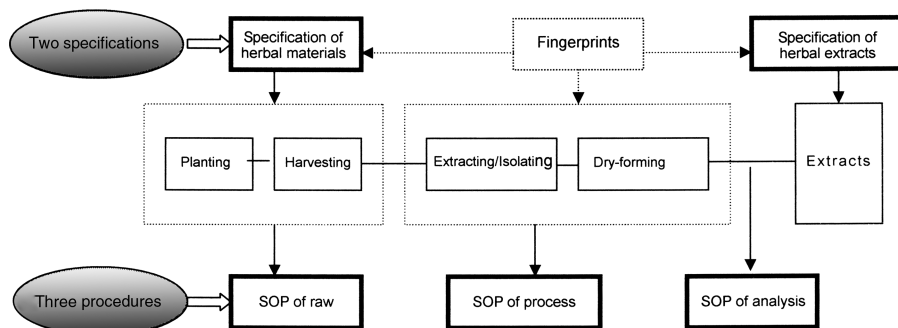 Two specifications
Specification of
herbal materials
Fingerprints
Specification of
herbal extracts
Planting
Harvesting
Extracting/Isolating
Dry-forming
Extracts
Three procedures
SOP of raw
SOP of process
SOP of analysis